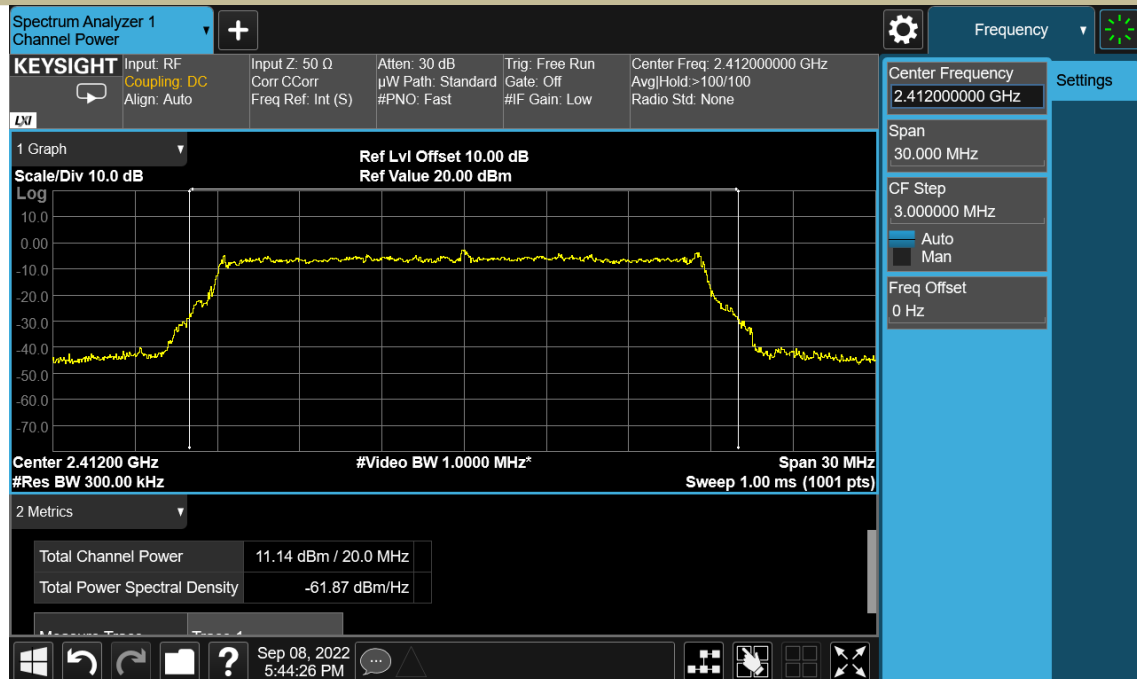 Spectrum Analyzer 1
Channel Power
Frequency
KEYSIGHT
LXI
Input: RF
Coupling: DC
Align: Auto
Input Z: 50 Ω
Corr CCorr
Freq Ref: Int (S)
Atten: 30 dB
µW Path: Standard
#PNO: Fast
Trig: Free Run
Gate: Off
#IF Gain: Low
Center Freq: 2.412000000 GHz
Avg|Hold:>100/100
Radio Std: None
1 Graph
Scale/Div 10.0 dB
Ref Lvl Offset 10.00 dB
Ref Value 20.00 dBm
Log
10.0
0.00
-10.0
-20.0
-30.0
-40.0
-50.0
-60.0
-70.0
Center 2.41200 GHz
#Video BW 1.0000 MHz*
Span 30 MHz
#Res BW 300.00 kHz
Sweep 1.00 ms (1001 pts)
2 Metrics
Total Channel Power 11.14 dBm / 20.0 MHz
Total Power Spectral Density -61.87 dBm/Hz
Measure Trace Trace 1
Sep 08, 2022
5:44:26 PM
Center Frequency
2.412000000 GHz
Settings
Span
30.000 MHz
CF Step
3.000000 MHz
Auto
Man
Freq Offset
0 Hz